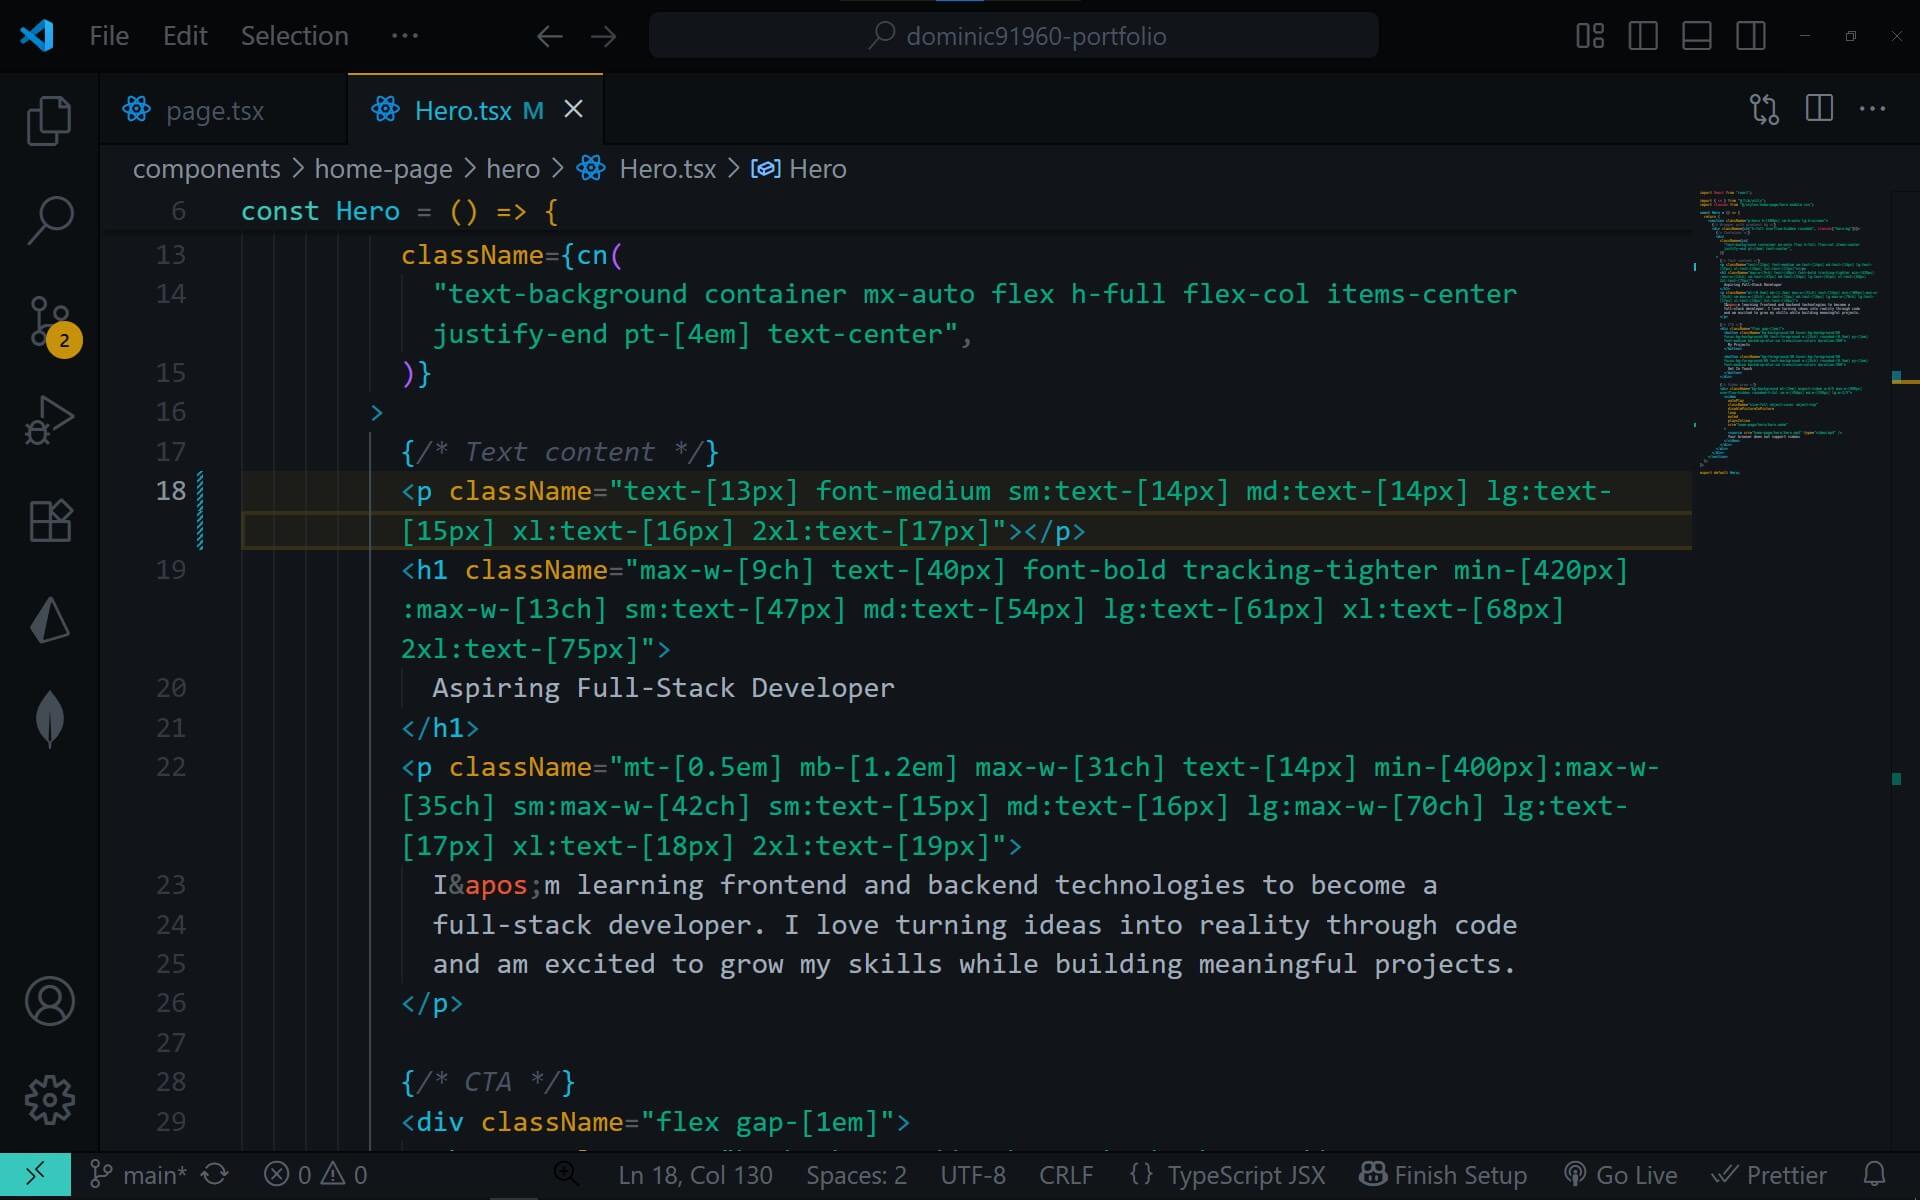 File Edit Selection ··· dominic91960-portfolio
page.tsx Hero.tsx M
components > home-page > hero > Hero.tsx > Hero
6 const Hero = () => {
13 className={cn(
14 "text-background container mx-auto flex h-full flex-col items-center
justify-end pt-[4em] text-center",
15 )}
16 >
17 {/* Text content */}
18 <p className="text-[13px] font-medium sm:text-[14px] md:text-[14px] lg:text-
[15px] xl:text-[16px] 2xl:text-[17px]"></p>
19 <h1 className="max-w-[9ch] text-[40px] font-bold tracking-tighter min-[420px]
:max-w-[13ch] sm:text-[47px] md:text-[54px] lg:text-[61px] xl:text-[68px]
2xl:text-[75px]">
20 Aspiring Full-Stack Developer
21 </h1>
22 <p className="mt-[0.5em] mb-[1.2em] max-w-[31ch] text-[14px] min-[400px]:max-w-
[35ch] sm:max-w-[42ch] sm:text-[15px] md:text-[16px] lg:max-w-[70ch] lg:text-
[17px] xl:text-[18px] 2xl:text-[19px]">
23 I&apos;m learning frontend and backend technologies to become a
24 full-stack developer. I love turning ideas into reality through code
25 and am excited to grow my skills while building meaningful projects.
26 </p>
27
28 {/* CTA */}
29 <div className="flex gap-[1em]">
2
main* 0 0 Ln 18, Col 130 Spaces: 2 UTF-8 CRLF {} TypeScript JSX Finish Setup Go Live Prettier